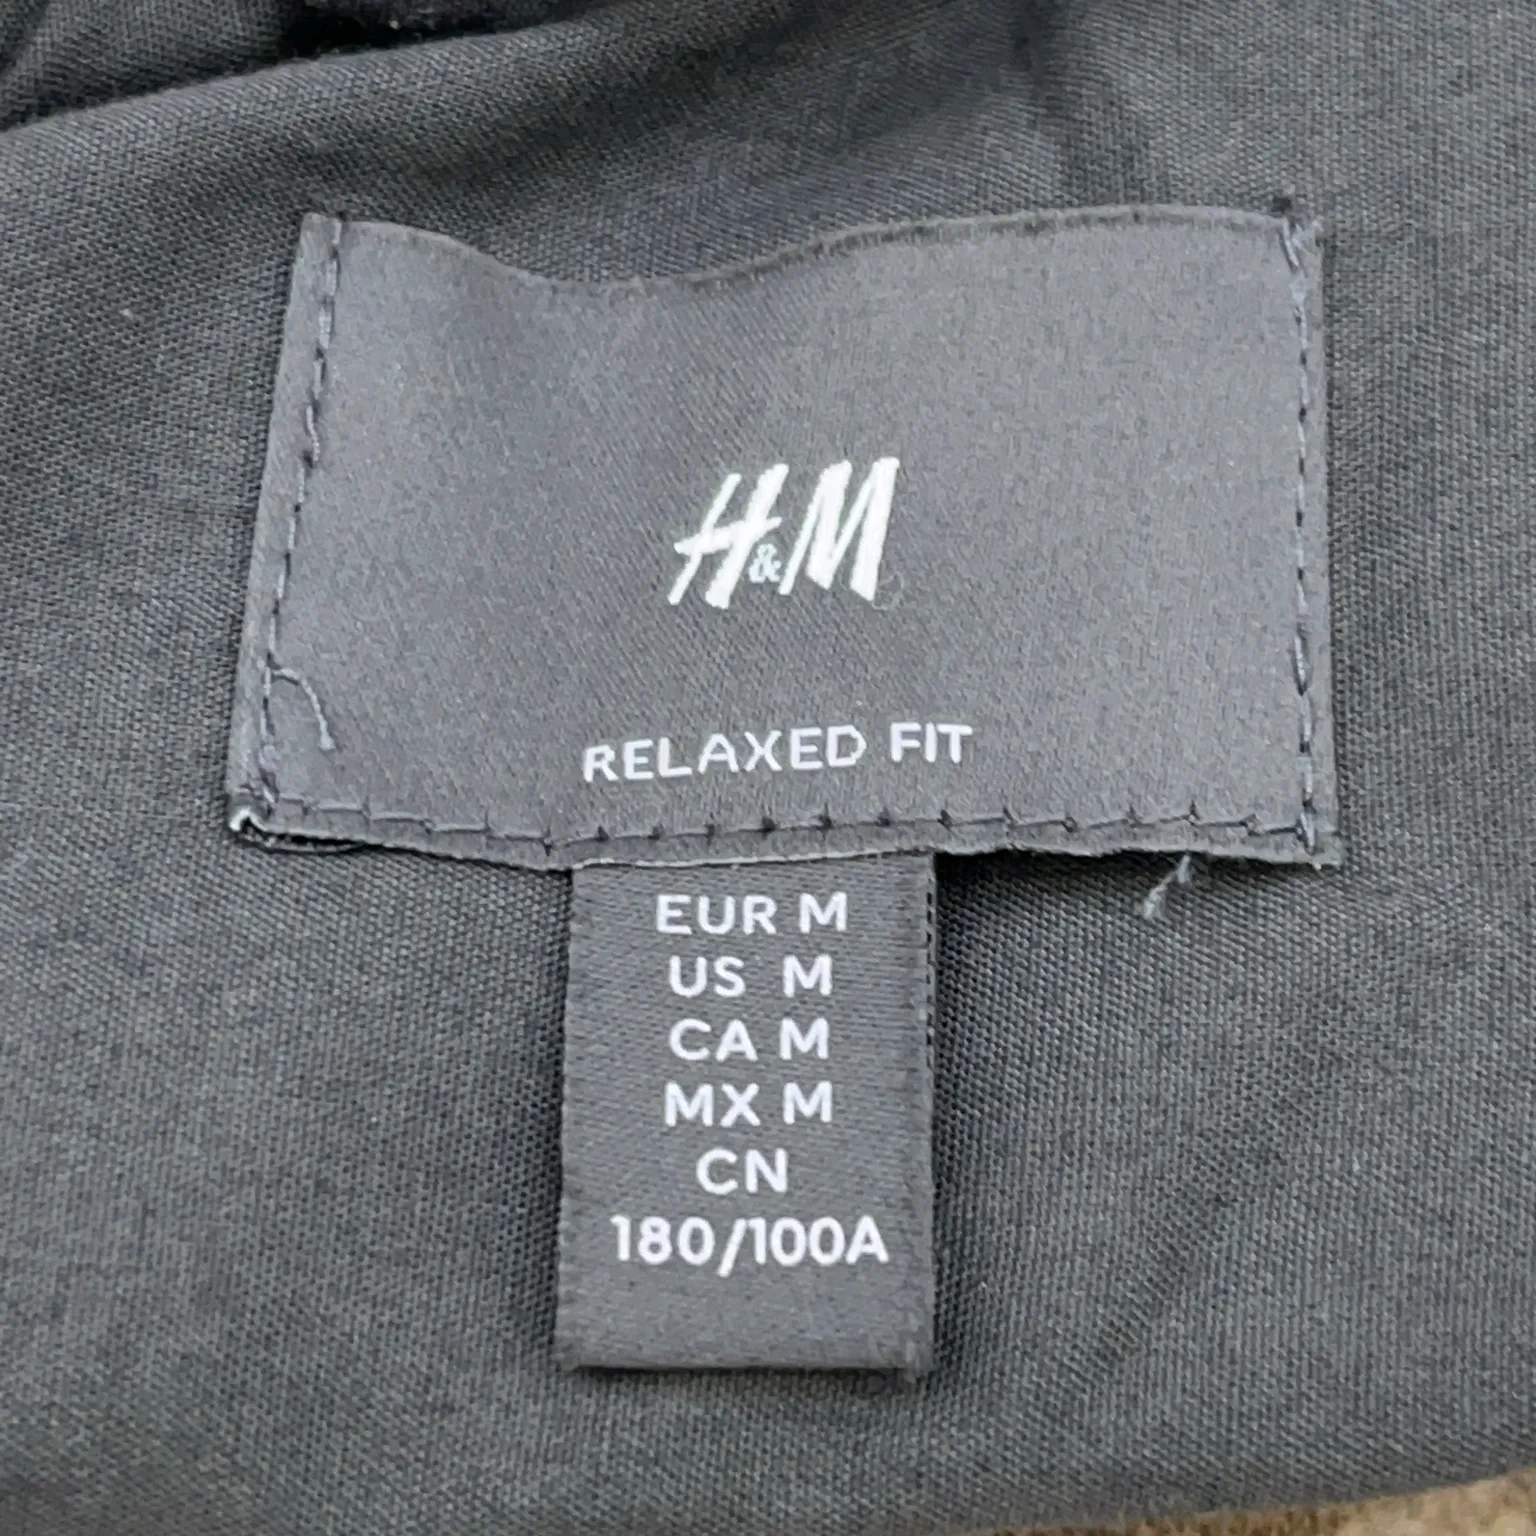 H&M
RELAXED FIT
EUR M
US M
CA M
MX M
CN
180/100A